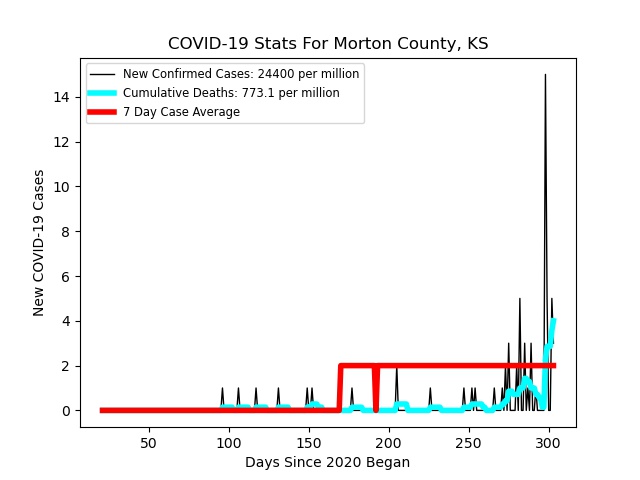 COVID-19 Stats For Morton County, KS
New Confirmed Cases: 24400 per million
Cumulative Deaths: 773.1 per million
7 Day Case Average
New COVID-19 Cases
14
12
10
8
6
4
2
0
50 100 150 200 250 300
Days Since 2020 Began